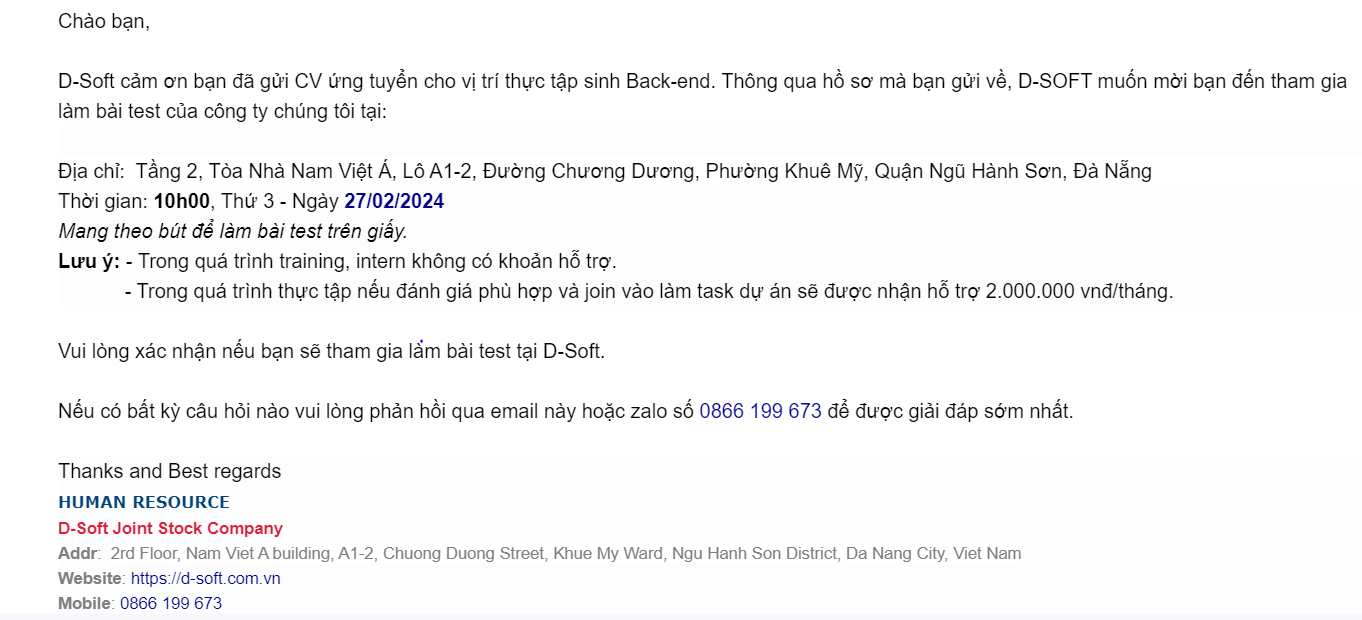 Chào bạn,
D-Soft cảm ơn bạn đã gửi CV ứng tuyển cho vị trí thực tập sinh Back-end. Thông qua hồ sơ mà bạn gửi về, D-SOFT muốn mời bạn đến tham gia
làm bài test của công ty chúng tôi tại:
Địa chỉ: Tầng 2, Tòa Nhà Nam Việt Á, Lô A1-2, Đường Chương Dương, Phường Khuê Mỹ, Quận Ngũ Hành Sơn, Đà Nẵng
Thời gian: 10h00, Thứ 3 - Ngày 27/02/2024
Mang theo bút để làm bài test trên giấy.
Lưu ý: - Trong quá trình training, intern không có khoản hỗ trợ.
- Trong quá trình thực tập nếu đánh giá phù hợp và join vào làm task dự án sẽ được nhận hỗ trợ 2.000.000 vnđ/tháng.
Vui lòng xác nhận nếu bạn sẽ tham gia làm bài test tại D-Soft.
Nếu có bất kỳ câu hỏi nào vui lòng phản hồi qua email này hoặc zalo số 0866 199 673 để được giải đáp sớm nhất.
Thanks and Best regards
HUMAN RESOURCE
D-Soft Joint Stock Company
Addr: 2rd Floor, Nam Viet A building, A1-2, Chuong Duong Street, Khue My Ward, Ngu Hanh Son District, Da Nang City, Viet Nam
Website: https://d-soft.com.vn
Mobile: 0866 199 673